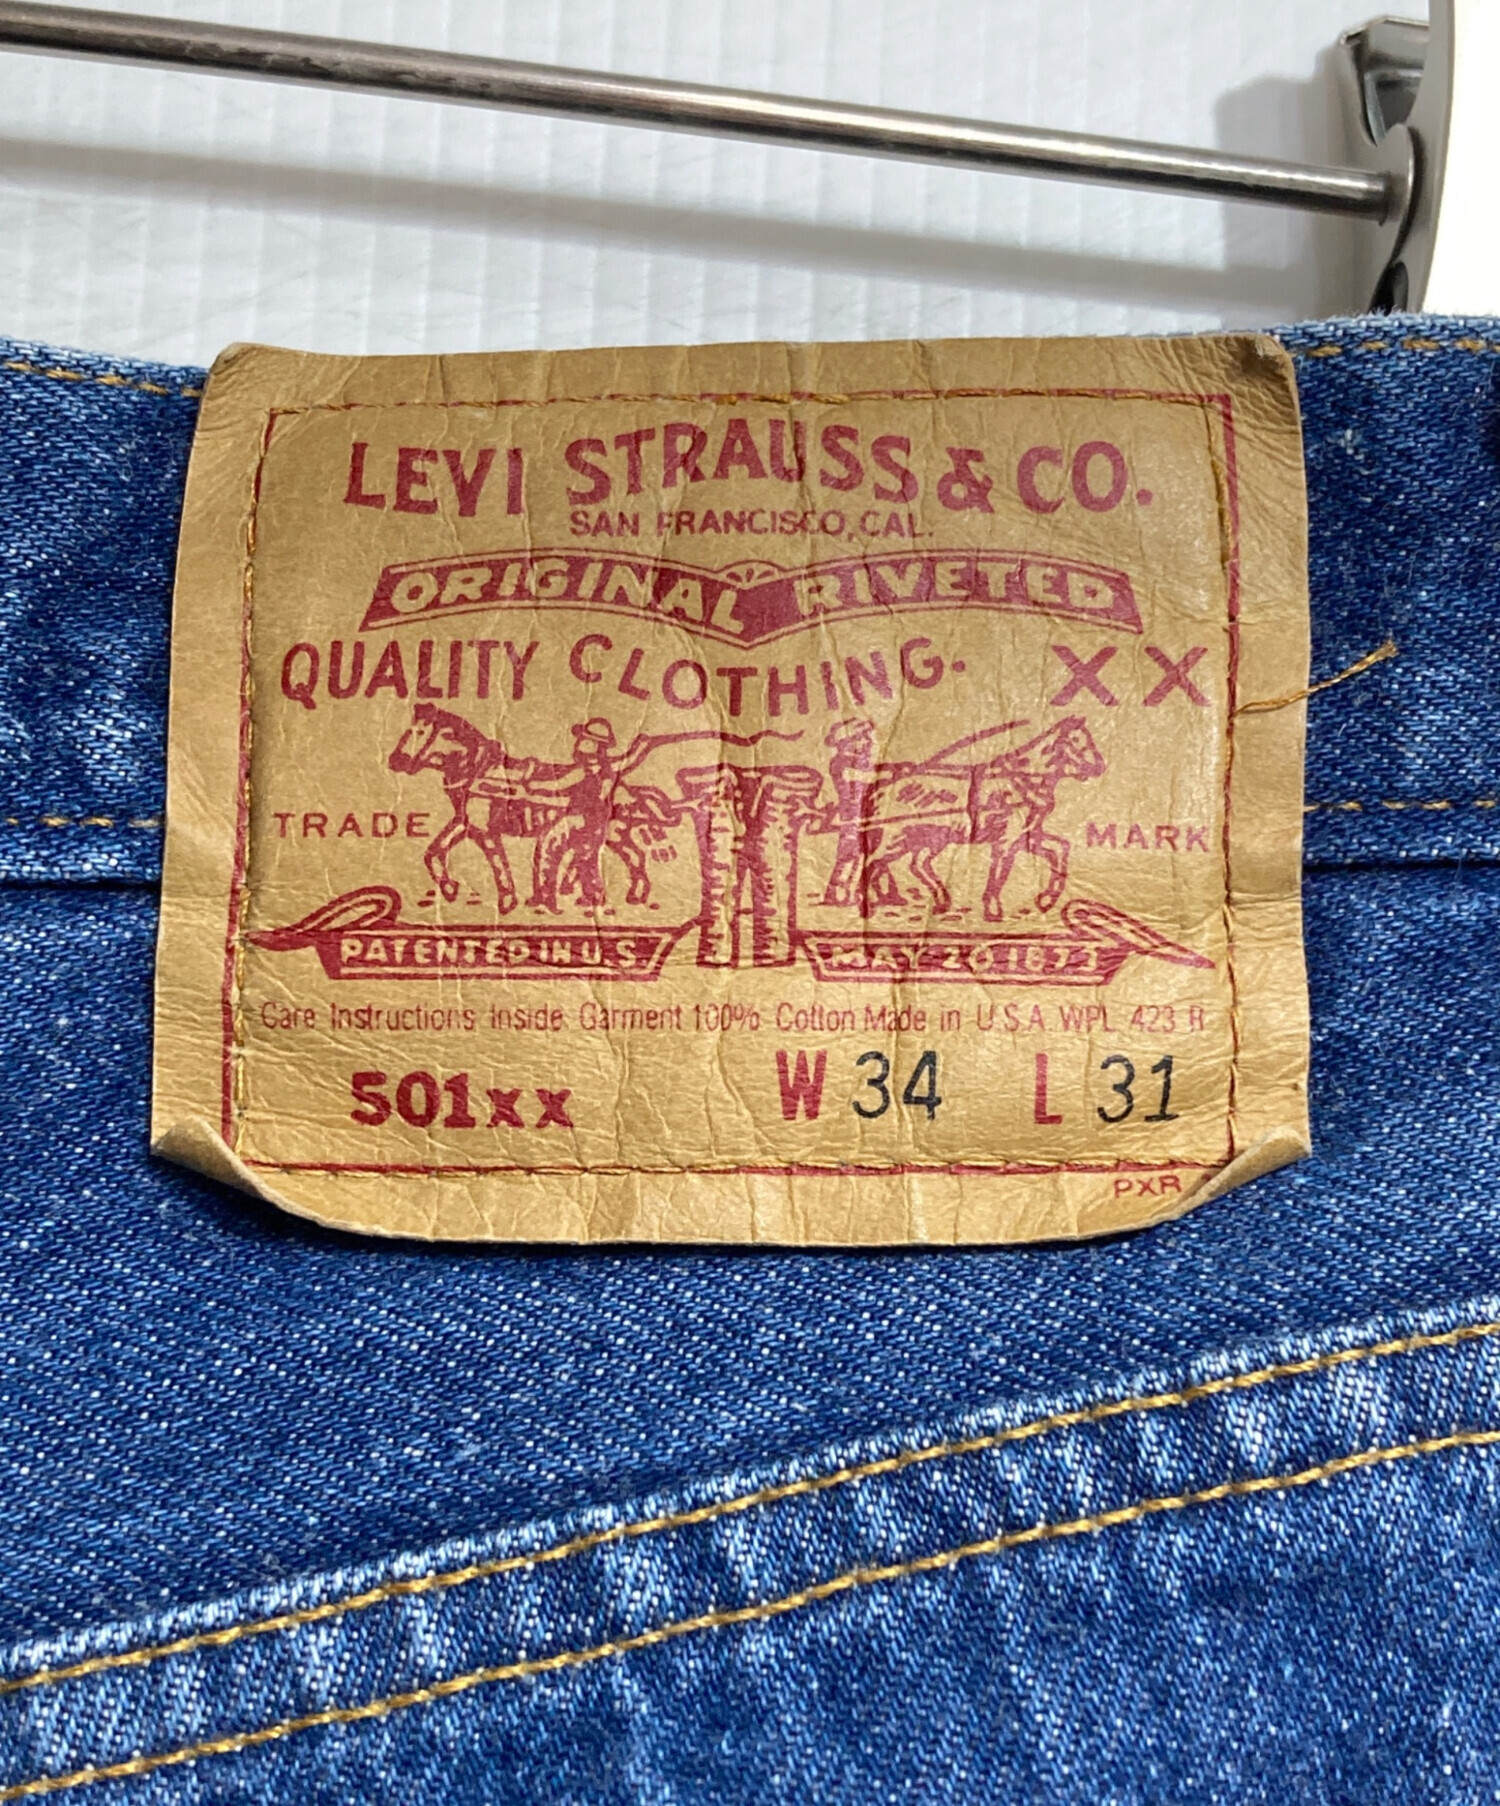 LEVI STRAUSS & CO.
SAN FRANCISCO, CAL.
ORIGINAL RIVETED
QUALITY CLOTHING. XX
TRADE MARK
PATENTED IN U.S. MAY 20 1873
Care Instructions Inside Garment 100% Cotton Made in U.S.A. WPL 423 R
501xx W 34 L 31
PXR